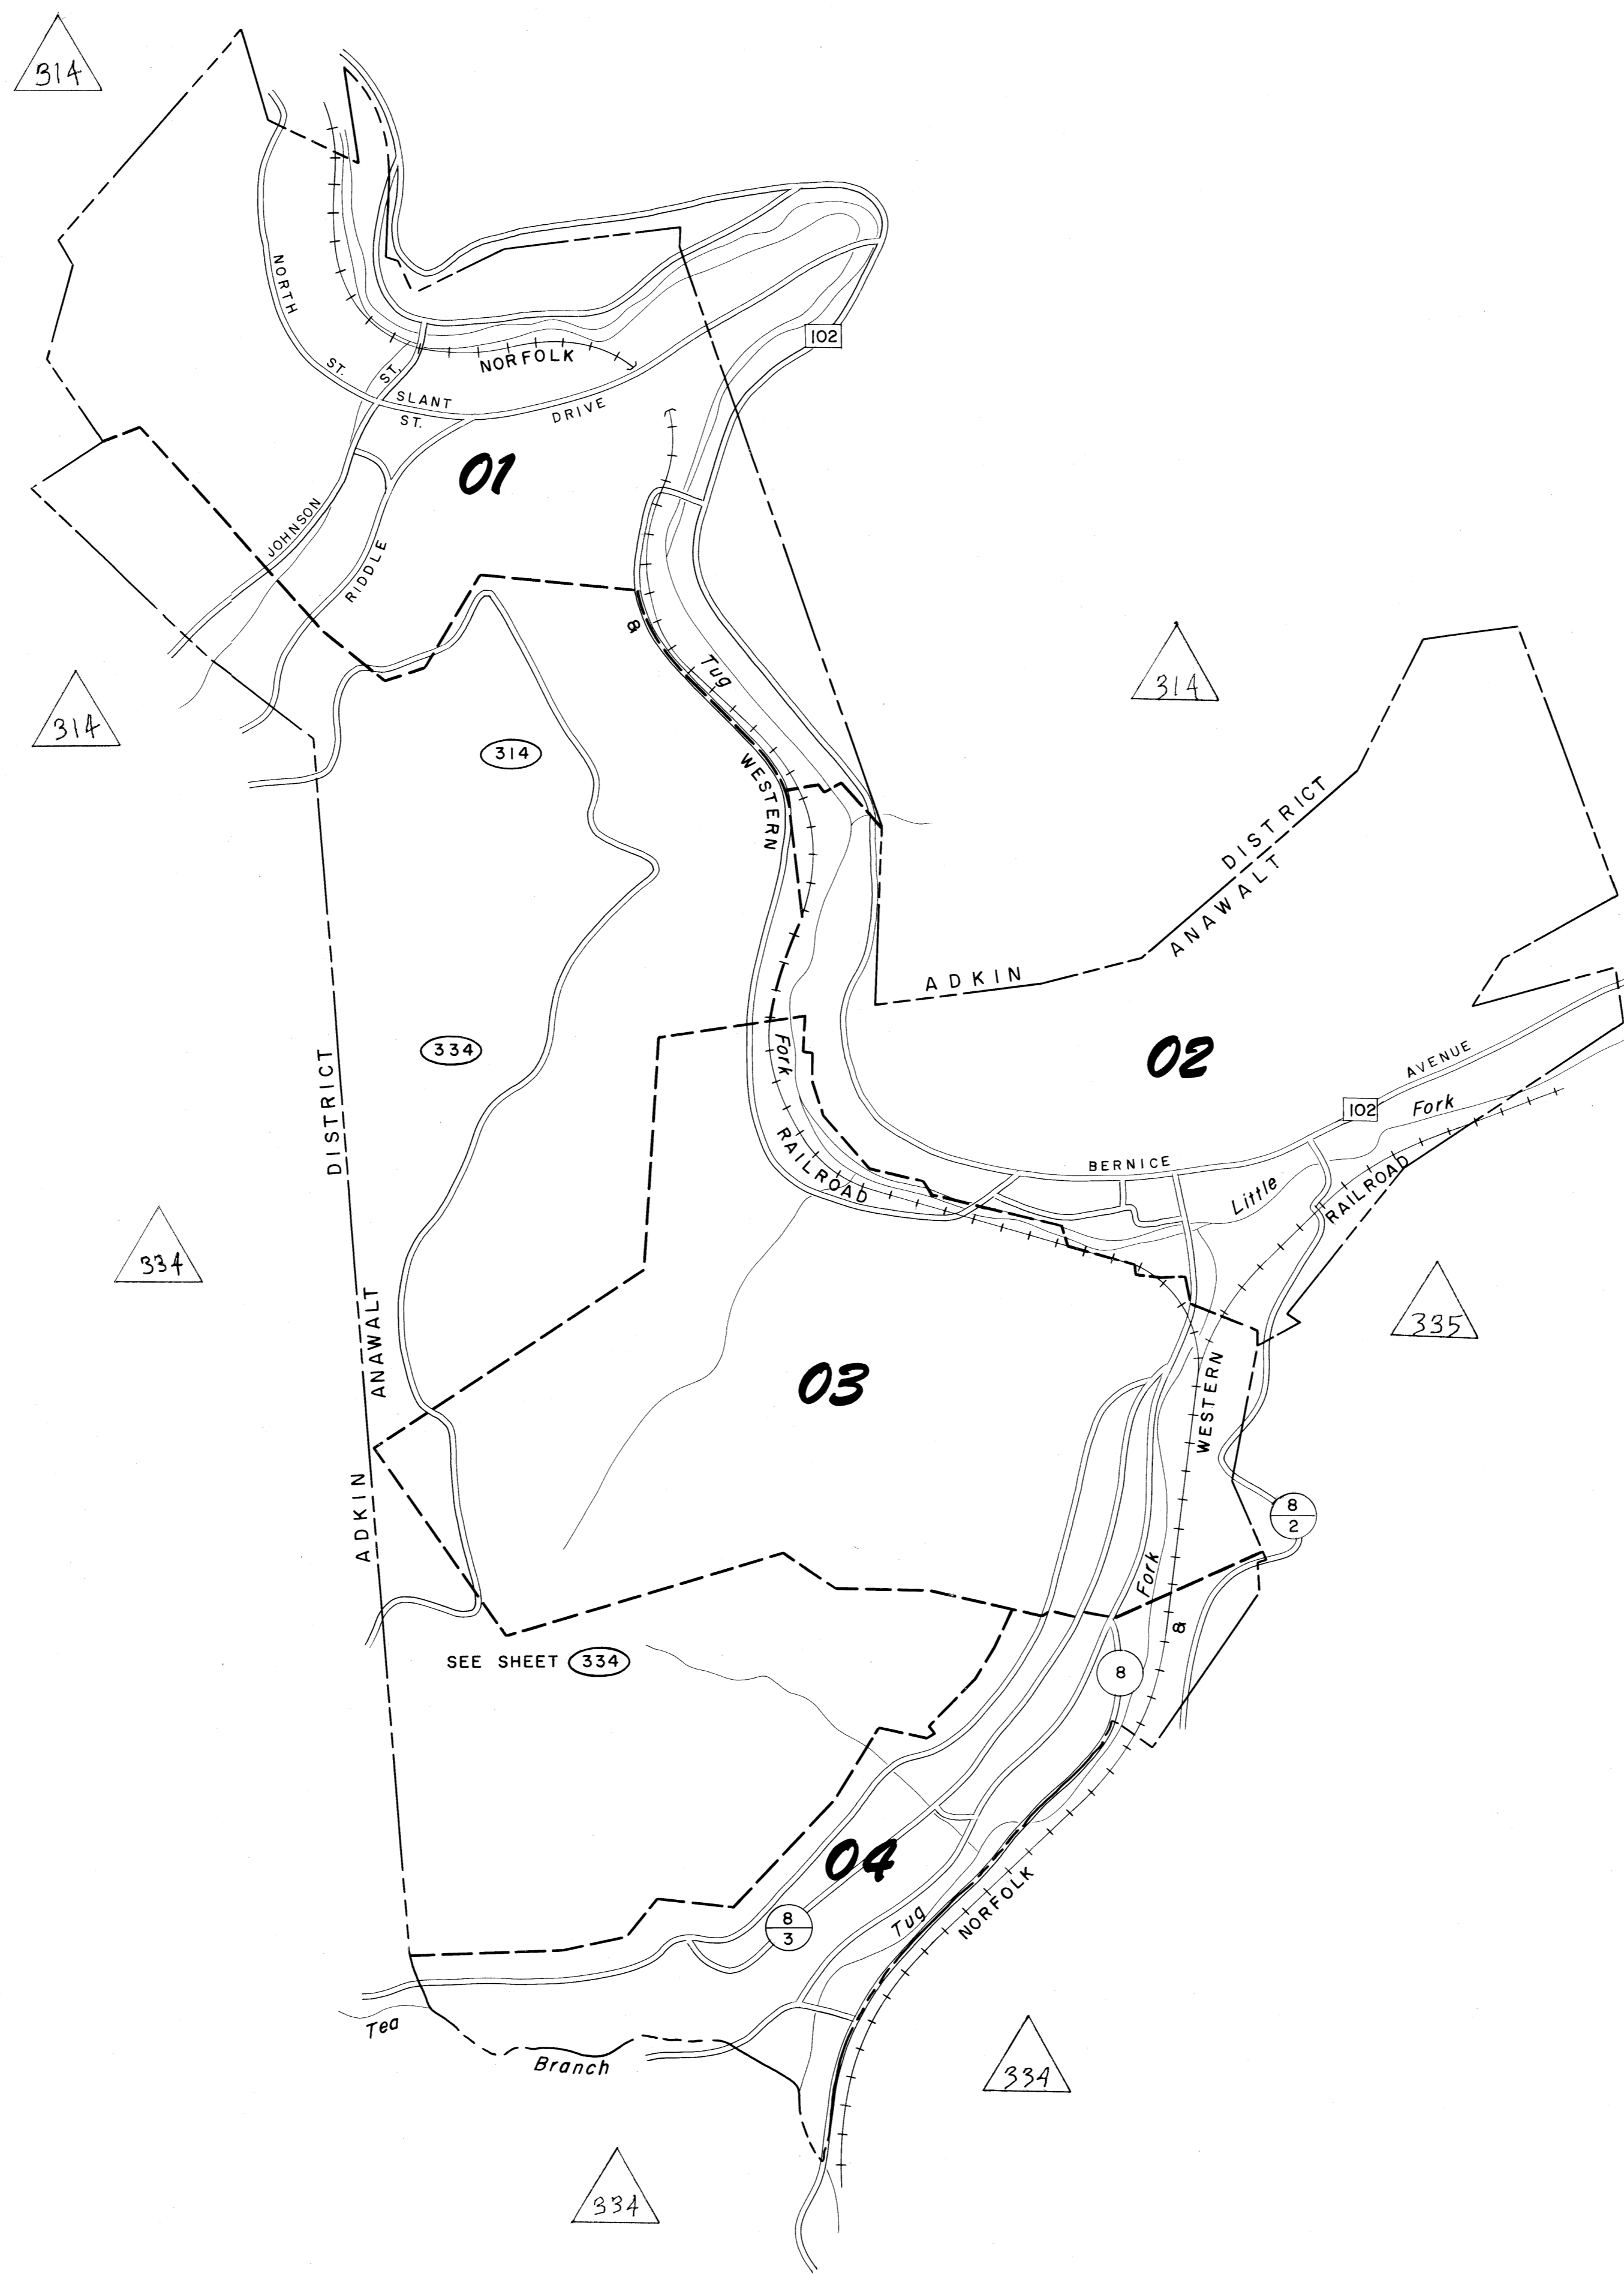 314
NORTH
ST.
102
NORFOLK
ST.
SLANT
ST.
DRIVE
01
JOHNSON
RIDDLE
&
Tug
314
314
314
WESTERN
DISTRICT
ANAWALT
ADKIN
334
Fork
02
DISTRICT
AVENUE
102
Fork
RAILROAD
BERNICE
Little
RAILROAD
334
335
ANAWALT
03
WESTERN
ADKIN
8
2
Fork
&
SEE SHEET 334
8
04
8
3
Tug
NORFOLK
Tea
Branch
334
334